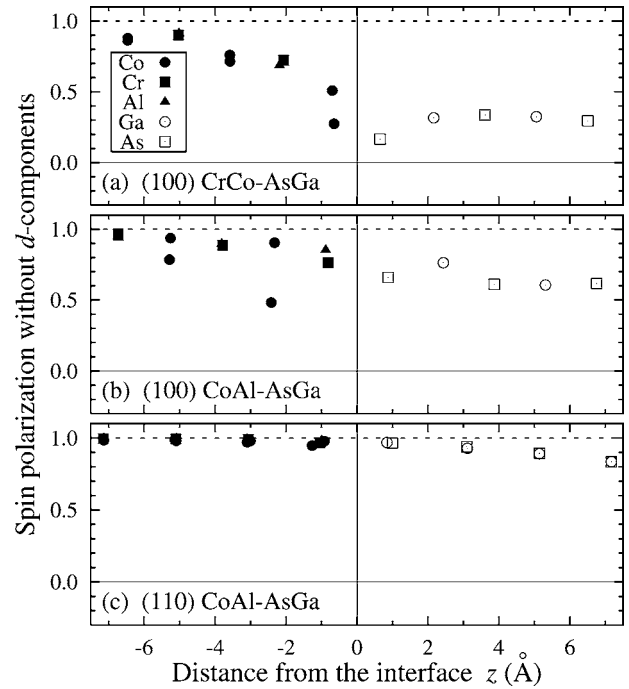 Spin polarization without d-components
1.0
0.5
0.0
Co
Cr
Al
Ga
As
(a) (100) CrCo-AsGa
1.0
0.5
0.0
(b) (100) CoAl-AsGa
1.0
0.5
0.0
(c) (110) CoAl-AsGa
-6 -4 -2 0 2 4 6
Distance from the interface z (Å)